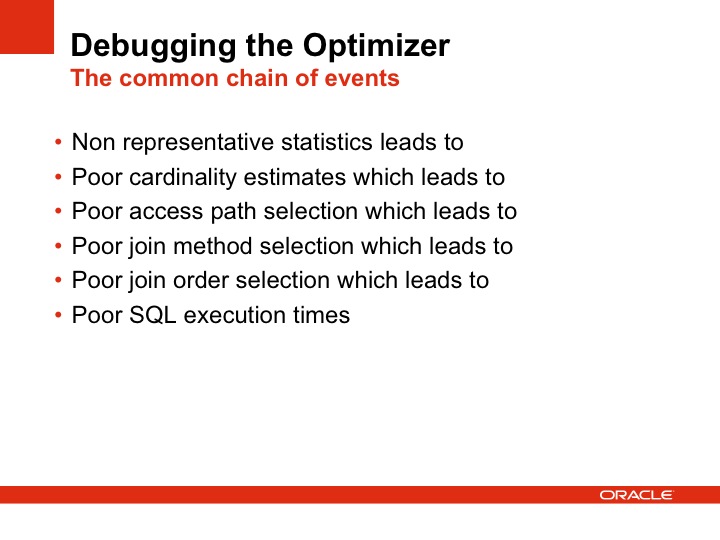 Debugging the Optimizer
The common chain of events
• Non representative statistics leads to
• Poor cardinality estimates which leads to
• Poor access path selection which leads to
• Poor join method selection which leads to
• Poor join order selection which leads to
• Poor SQL execution times
ORACLE